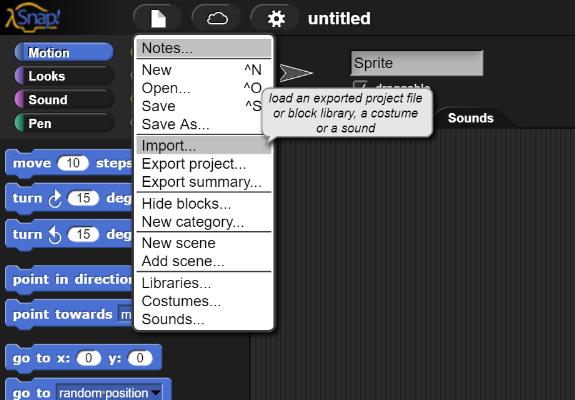 Snap!
untitled
Motion
Looks
Sound
Pen
move 10 steps
turn 15 deg
turn 15 deg
point in direction
point towards m
go to x: 0 y: 0
go to random position
Notes...
New ^N
Open... ^O
Save ^S
Save As...
Import...
Export project...
Export summary...
Hide blocks...
New category...
New scene
Add scene...
Libraries...
Costumes...
Sounds...
load an exported project file
or block library, a costume
or a sound
Sprite
draggable
Sounds